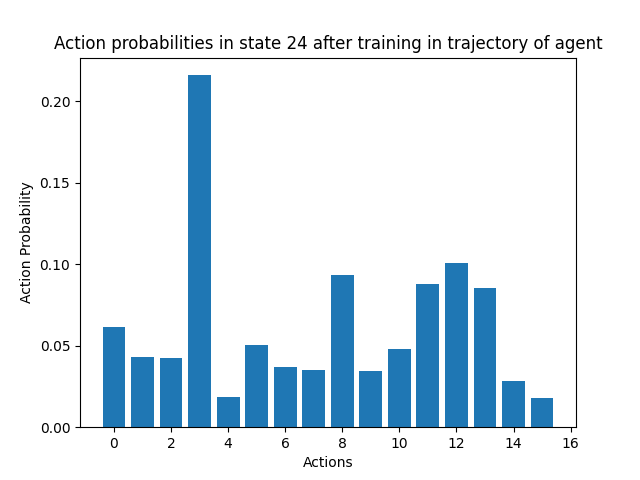 Action probabilities in state 24 after training in trajectory of agent
0.20
0.15
0.10
0.05
0.00
Action Probability
0 2 4 6 8 10 12 14 16
Actions